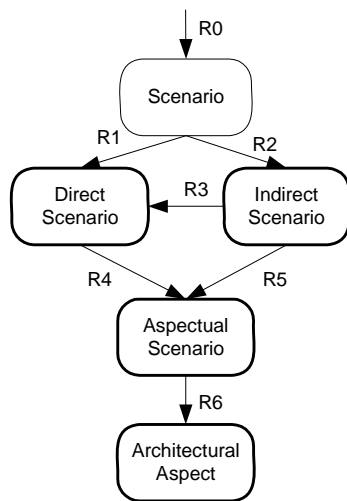 R0
Scenario
R1
R2
Direct
Scenario
R3
Indirect
Scenario
R4
R5
Aspectual
Scenario
R6
Architectural
Aspect